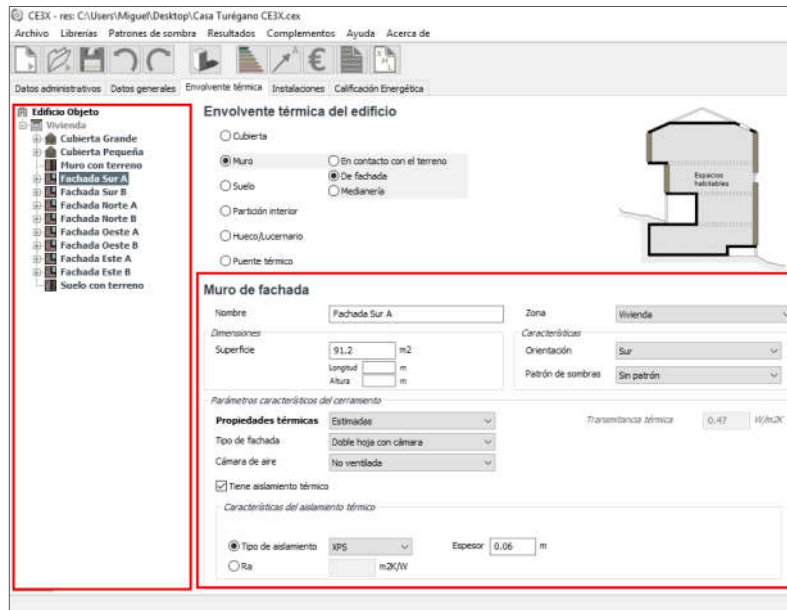 CE3X - res: C:\Users\Miguel\Desktop\Casa Turégano CE3X.cex
Archivo Librerías Patrones de sombra Resultados Complementos Ayuda Acerca de
Datos administrativos Datos generales Envolvente térmica Instalaciones Calificación Energética
Edificio Objeto
Vivienda
Cubierta Grande
Cubierta Pequeña
Muro con terreno
Fachada Sur A
Fachada Sur B
Fachada Norte A
Fachada Norte B
Fachada Oeste A
Fachada Oeste B
Fachada Este A
Fachada Este B
Suelo con terreno
Envolvente térmica del edificio
Cubierta
Muro
En contacto con el terreno
De fachada
Medianería
Suelo
Partición interior
Hueco/Lucernario
Puente térmico
Espacios
habitables
Muro de fachada
Nombre Fachada Sur A Zona Vivienda
Dimensiones Características
Superficie 91.2 m2 Orientación Sur
Longitud m
Altura m
Patrón de sombras Sin patrón
Parámetros característicos del cerramiento
Propiedades térmicas Estimadas Transmitancia térmica 0.47 W/m2K
Tipo de fachada Doble hoja con cámara
Cámara de aire No ventilada
Tiene aislamiento térmico
Características del aislamiento térmico
Tipo de aislamiento XPS Espesor 0.06 m
Ra m2K/W